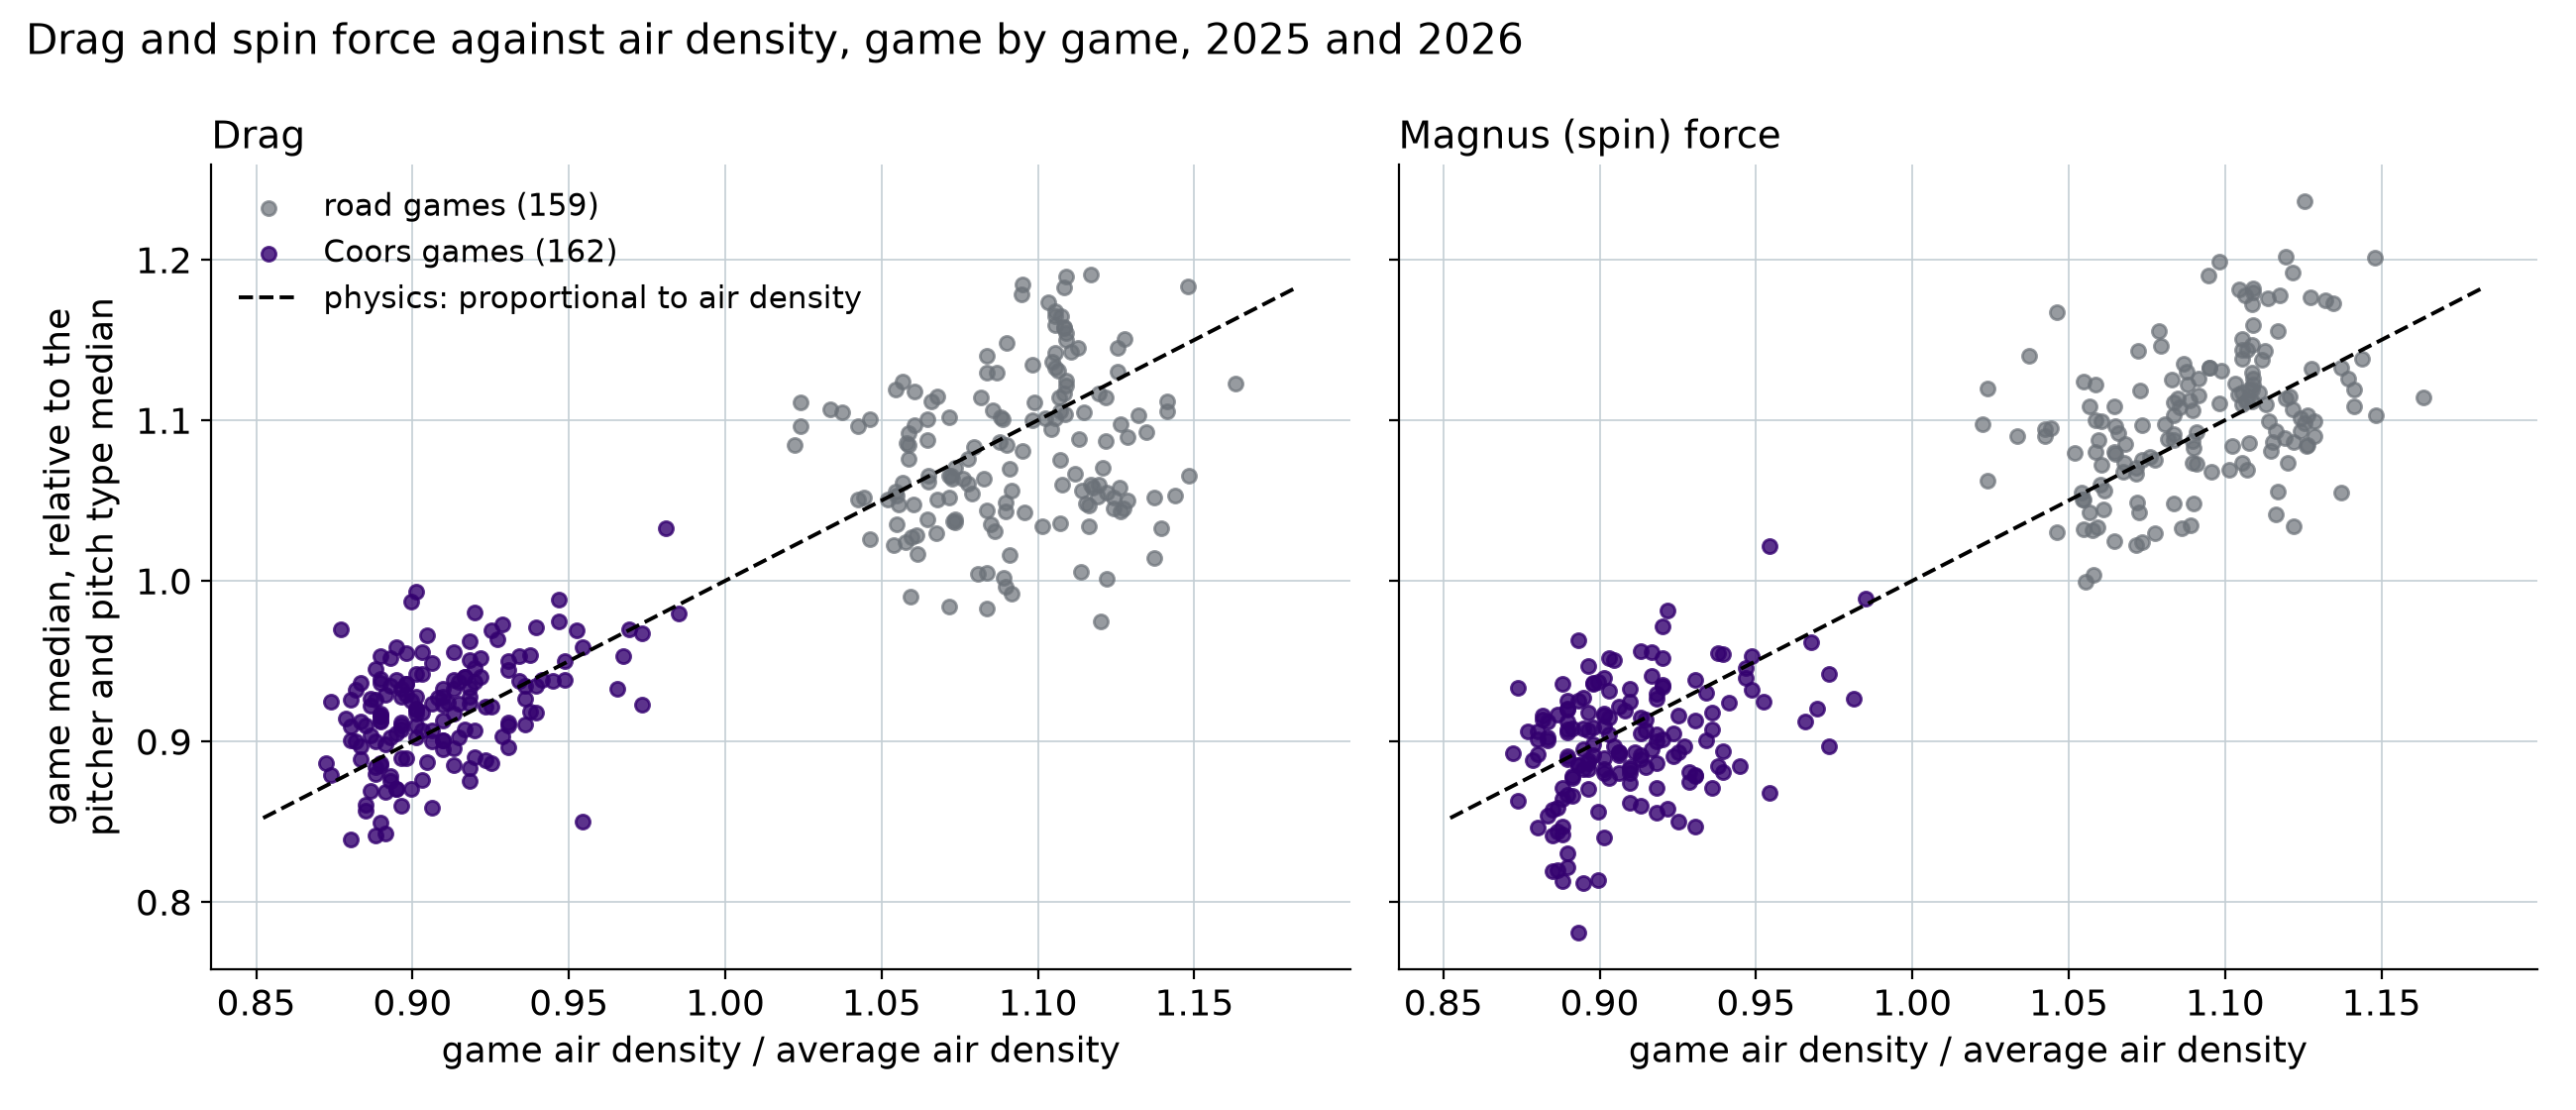 Drag and spin force against air density, game by game, 2025 and 2026
Drag
road games (159)
Coors games (162)
physics: proportional to air density
game median, relative to the
pitcher and pitch type median
1.2
1.1
1.0
0.9
0.8
0.85 0.90 0.95 1.00 1.05 1.10 1.15
game air density / average air density
Magnus (spin) force
0.85 0.90 0.95 1.00 1.05 1.10 1.15
game air density / average air density